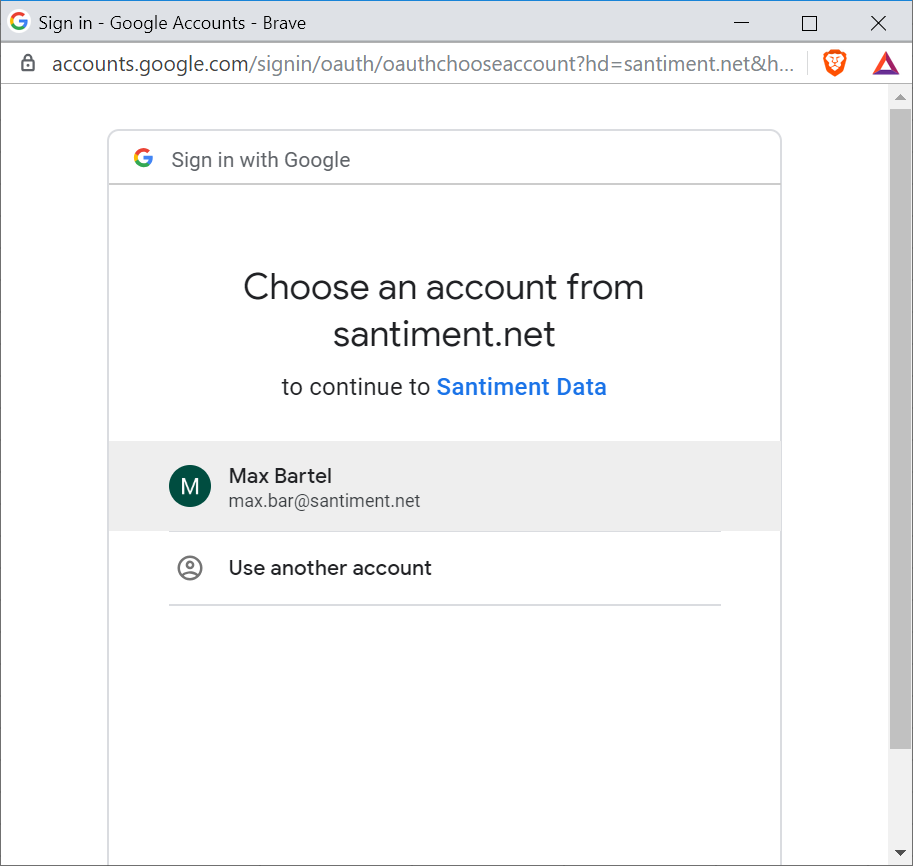 Sign in - Google Accounts - Brave
accounts.google.com/signin/oauth/oauthchooseaccount?hd=santiment.net&h...
Sign in with Google
Choose an account from
santiment.net
to continue to Santiment Data
M
Max Bartel
max.bar@santiment.net
Use another account